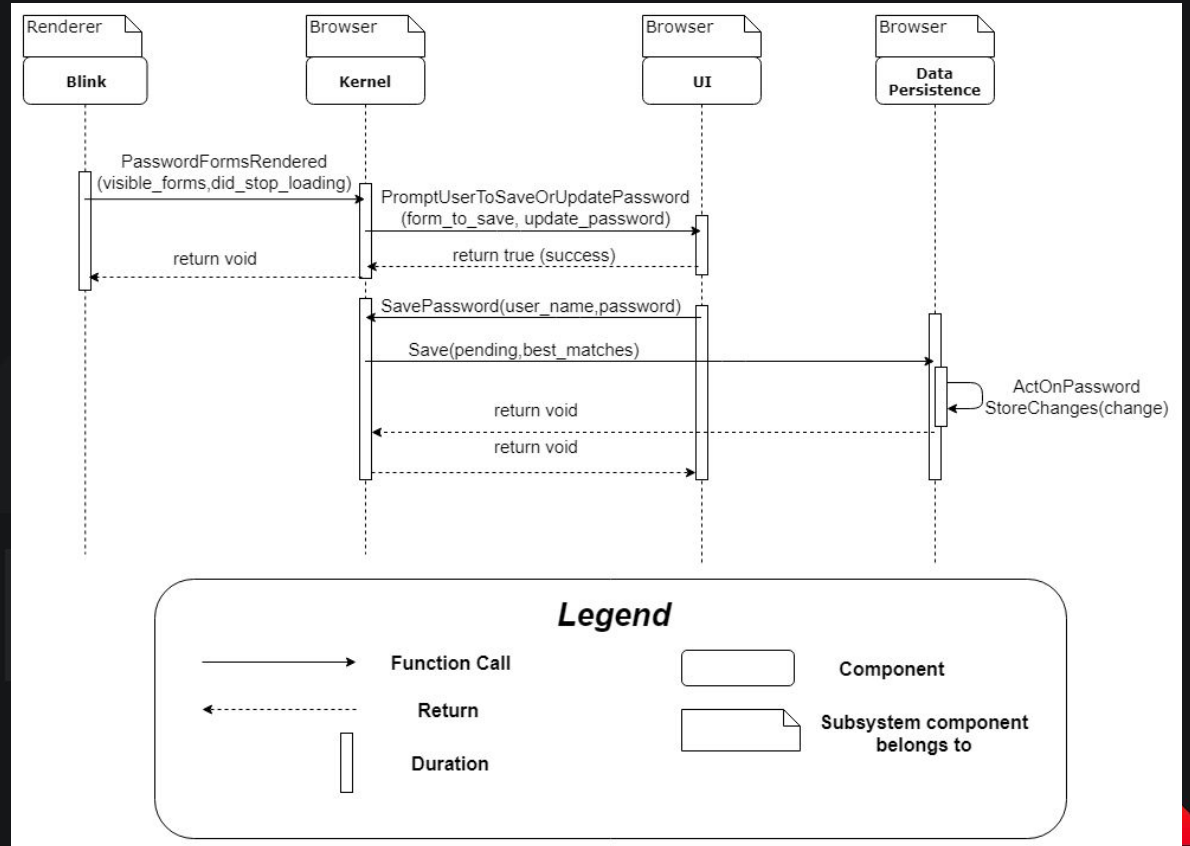 Renderer
Browser
Browser
Browser
Blink
Kernel
UI
Data
Persistence
PasswordFormsRendered
(visible_forms,did_stop_loading)
PromptUserToSaveOrUpdatePassword
(form_to_save, update_password)
return true (success)
return void
SavePassword(user_name,password)
Save(pending,best_matches)
ActOnPassword
StoreChanges(change)
return void
return void
Legend
Function Call
Component
Return
Subsystem component
belongs to
Duration